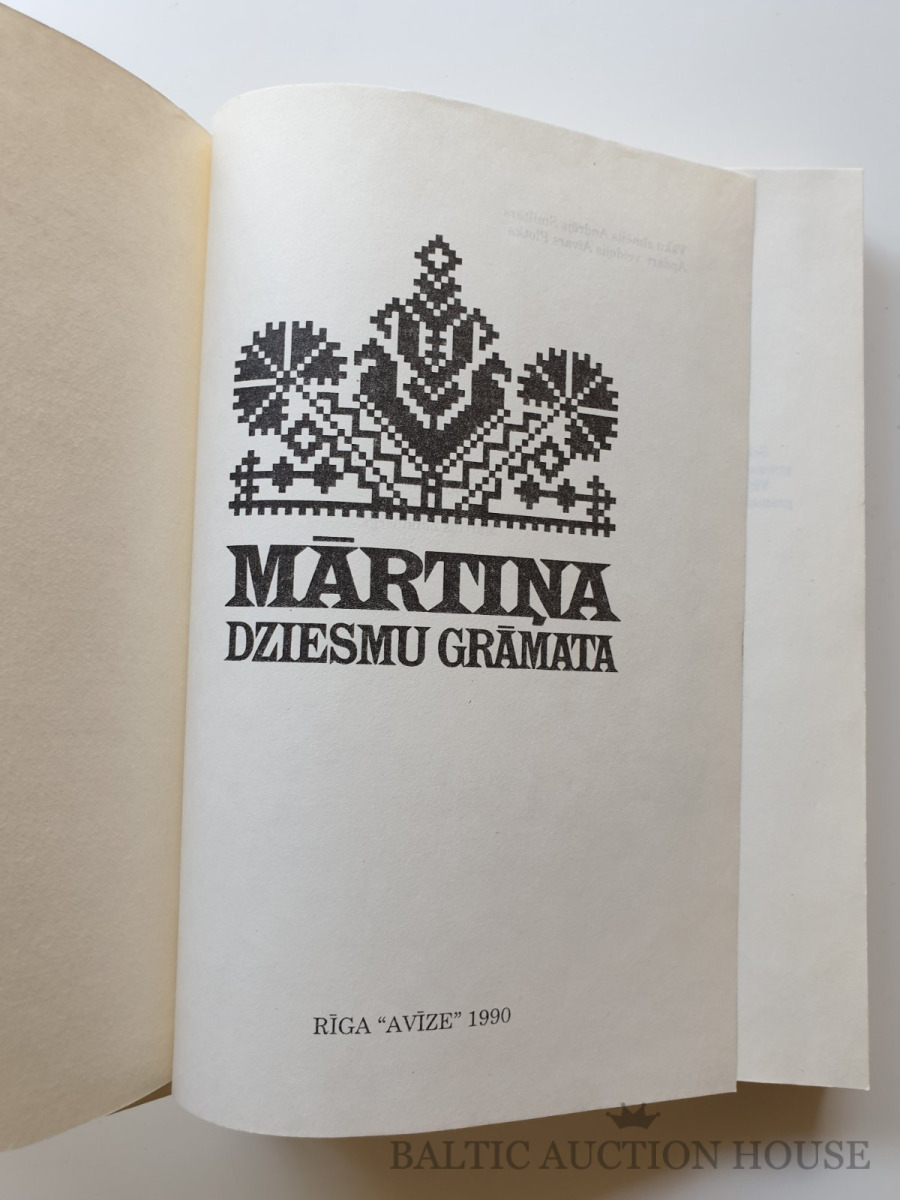 MĀRTIŅA
DZIESMU GRĀMATA
RĪGA “AVĪZE” 1990
BALTIC AUCTION HOUSE